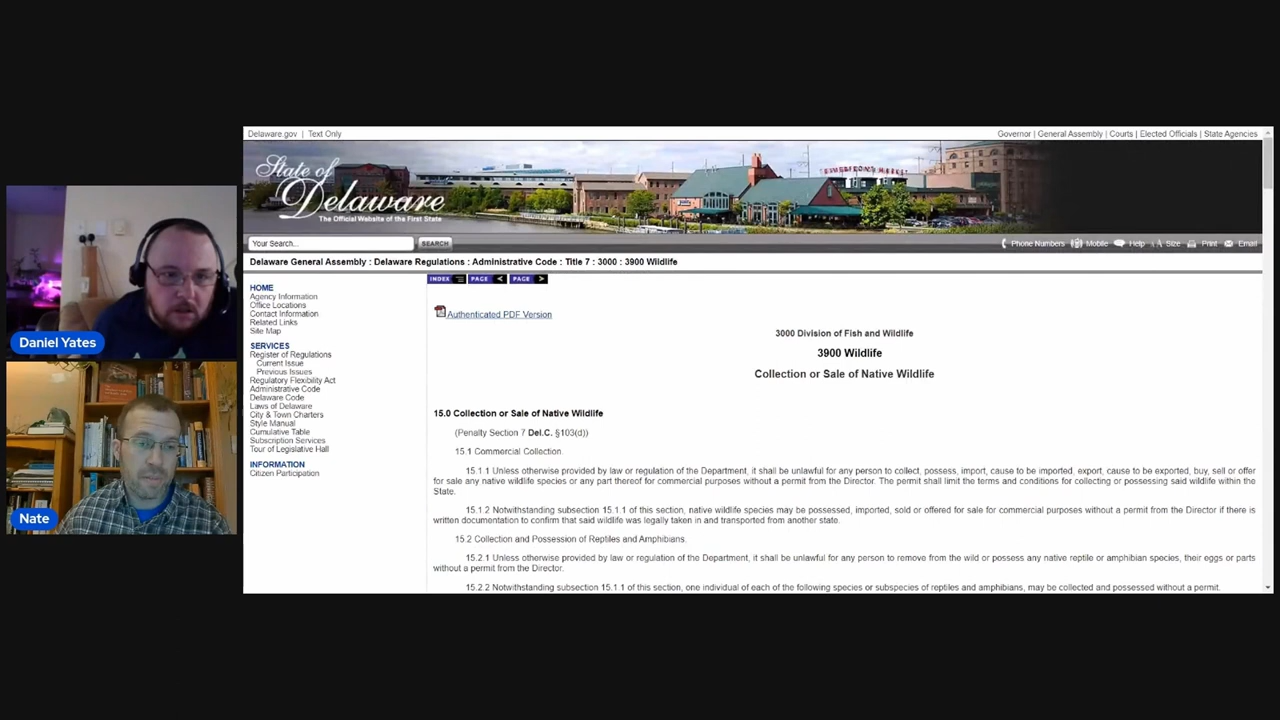 Delaware.gov | Text Only
Governor | General Assembly | Courts | Elected Officials | State Agencies
State of
Delaware
The Official Website of the First State
Your Search...
SEARCH
Phone Numbers Mobile Help A A Size Print Email
Delaware General Assembly : Delaware Regulations : Administrative Code : Title 7 : 3000 : 3900 Wildlife
HOME
Agency Information
Office Locations
Contact Information
Related Links
Site Map
SERVICES
Register of Regulations
Current Issue
Previous Issues
Regulatory Flexibility Act
Administrative Code
Delaware Code
Laws of Delaware
City & Town Charters
Style Manual
Cumulative Table
Subscription Services
Tour of Legislative Hall
INFORMATION
Citizen Participation
INDEX PAGE < PAGE >
Authenticated PDF Version
3000 Division of Fish and Wildlife
3900 Wildlife
Collection or Sale of Native Wildlife
15.0 Collection or Sale of Native Wildlife
(Penalty Section 7 Del.C. §103(d))
15.1 Commercial Collection.
15.1.1 Unless otherwise provided by law or regulation of the Department, it shall be unlawful for any person to collect, possess, import, cause to be imported, export, cause to be exported, buy, sell or offer
for sale any native wildlife species or any part thereof for commercial purposes without a permit from the Director. The permit shall limit the terms and conditions for collecting or possessing said wildlife within the
State.
15.1.2 Notwithstanding subsection 15.1.1 of this section, native wildlife species may be possessed, imported, sold or offered for sale for commercial purposes without a permit from the Director if there is
written documentation to confirm that said wildlife was legally taken in and transported from another state.
15.2 Collection and Possession of Reptiles and Amphibians.
15.2.1 Unless otherwise provided by law or regulation of the Department, it shall be unlawful for any person to remove from the wild or possess any native reptile or amphibian species, their eggs or parts
without a permit from the Director.
15.2.2 Notwithstanding subsection 15.1.1 of this section, one individual of each of the following species or subspecies of reptiles and amphibians, may be collected and possessed without a permit.
Daniel Yates
Nate